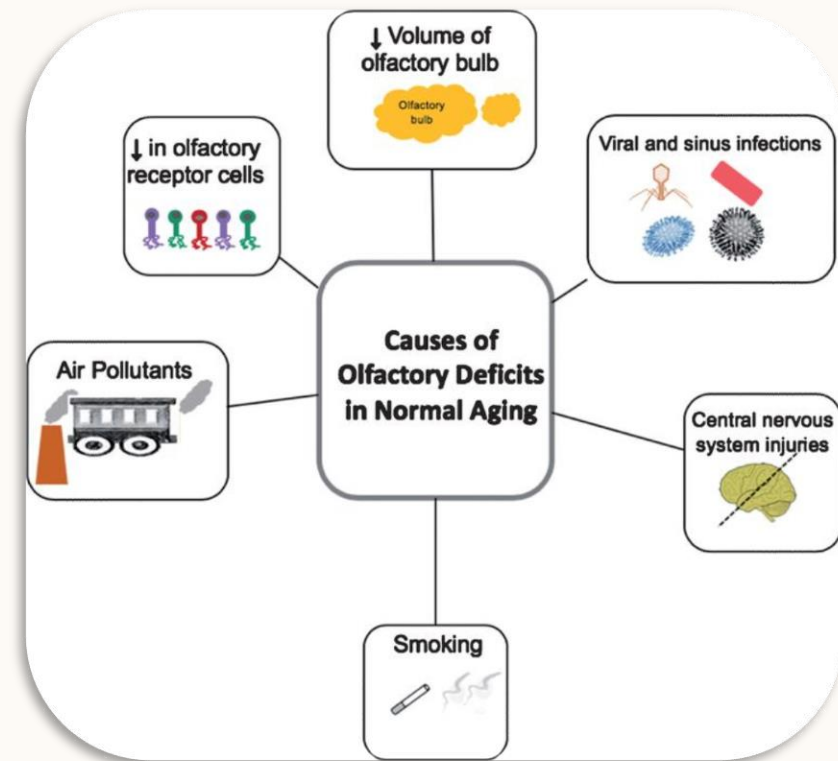 ↓ Volume of
olfactory bulb
Olfactory
bulb
Viral and sinus infections
↓ in olfactory
receptor cells
Causes of
Olfactory Deficits
in Normal Aging
Air Pollutants
Central nervous
system injuries
Smoking